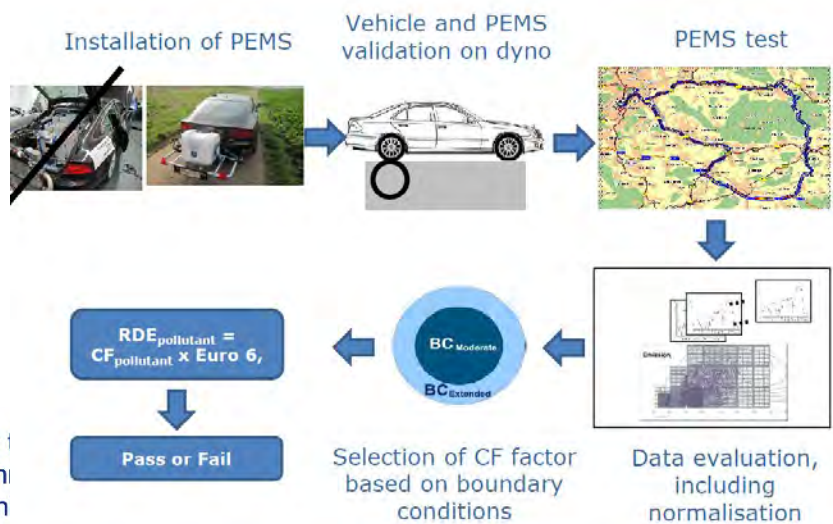 Installation of PEMS
Vehicle and PEMS
validation on dyno
PEMS test
RDEpollutant =
CFpollutant x Euro 6,
Pass or Fail
BCModerate
BCExtended
Selection of CF factor
based on boundary
conditions
Data evaluation,
including
normalisation